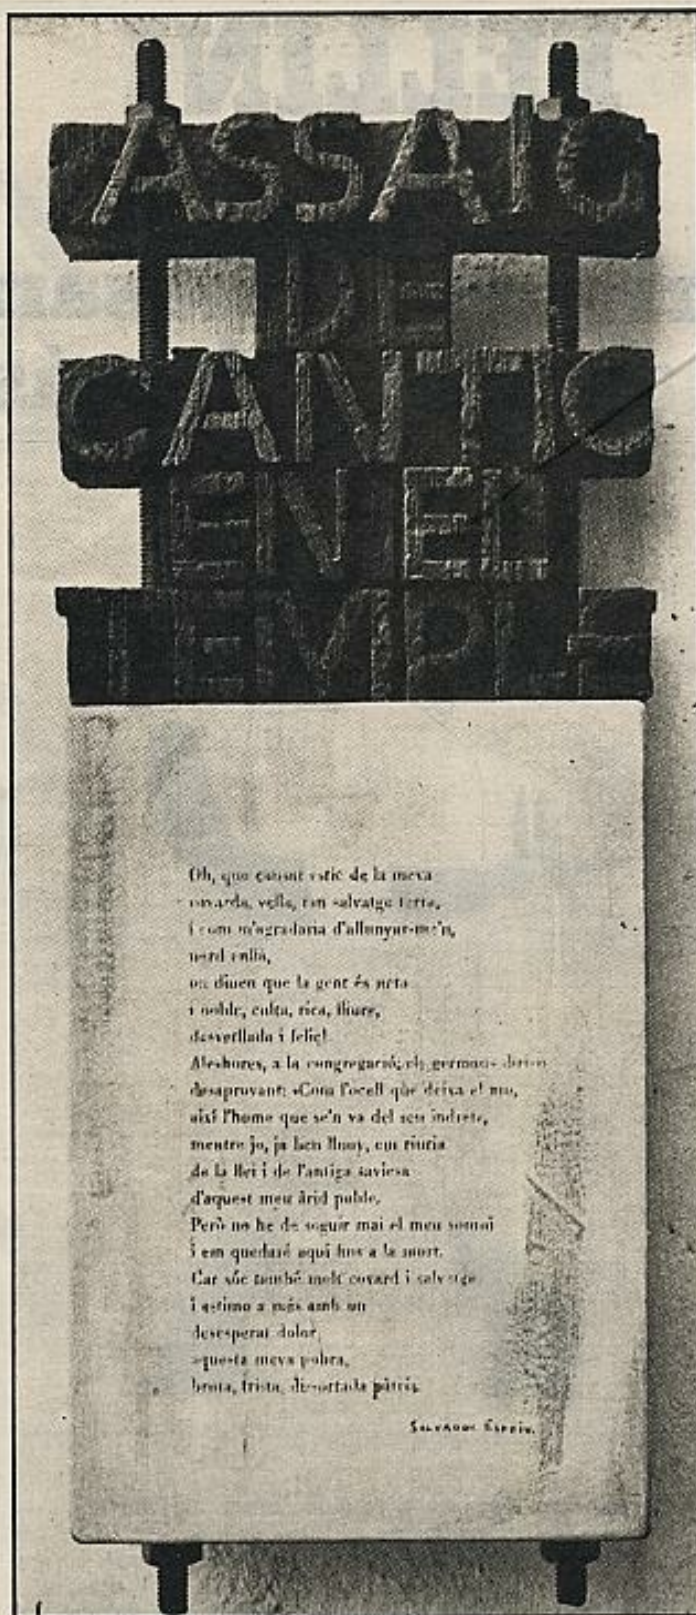 ASSAIG
DE
CANTIC
EN EL
TEMPLE
Oh, que cansat estic de la meva
covarda, vella, tan salvatge terra,
i com m'agradaria d'allunyar-me'n,
nord enllà,
on diuen que la gent és neta
i noble, culta, rica, lliure,
desvetllada i feliç!
Aleshores, a la congregació, els germans dirien
desaprovant: «Com l'ocell que deixa el niu,
així l'home que se'n va del seu indret»,
mentre jo, ja ben lluny, em riuria
de la llei i de l'antiga saviesa
d'aquest meu àrid poble.
Però no he de seguir mai el meu somni
i em quedaré aquí fins a la mort.
Car sóc també molt covard i salvatge
i estimo a més amb un
desesperat dolor,
aquesta meva pobra,
bruta, trista, dissortada pàtria.
SALVADOR ESPRIU.